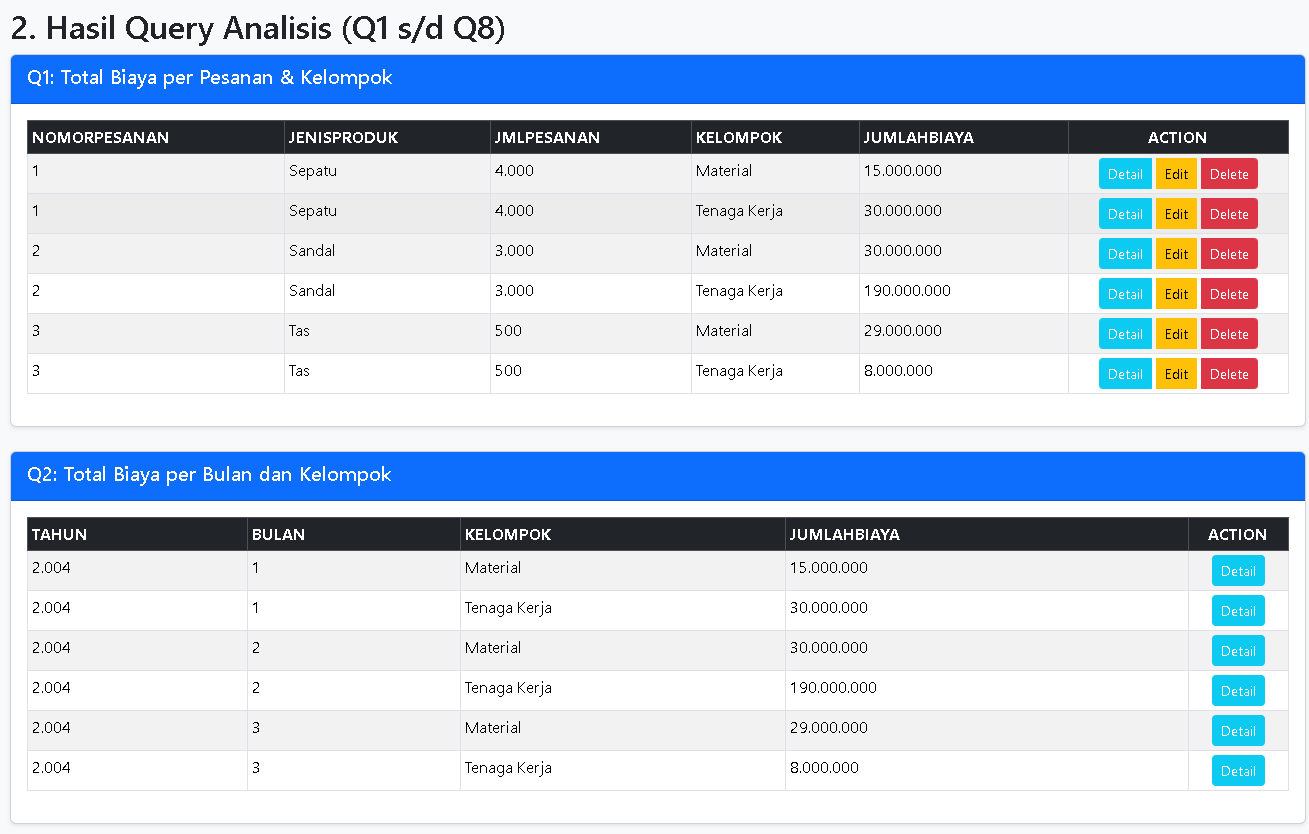 2. Hasil Query Analisis (Q1 s/d Q8)
Q1: Total Biaya per Pesanan & Kelompok
NOMORPESANAN JENISPRODUK JMLPESANAN KELOMPOK JUMLAHBIAYA ACTION
1 Sepatu 4.000 Material 15.000.000 Detail Edit Delete
1 Sepatu 4.000 Tenaga Kerja 30.000.000 Detail Edit Delete
2 Sandal 3.000 Material 30.000.000 Detail Edit Delete
2 Sandal 3.000 Tenaga Kerja 190.000.000 Detail Edit Delete
3 Tas 500 Material 29.000.000 Detail Edit Delete
3 Tas 500 Tenaga Kerja 8.000.000 Detail Edit Delete
Q2: Total Biaya per Bulan dan Kelompok
TAHUN BULAN KELOMPOK JUMLAHBIAYA ACTION
2.004 1 Material 15.000.000 Detail
2.004 1 Tenaga Kerja 30.000.000 Detail
2.004 2 Material 30.000.000 Detail
2.004 2 Tenaga Kerja 190.000.000 Detail
2.004 3 Material 29.000.000 Detail
2.004 3 Tenaga Kerja 8.000.000 Detail